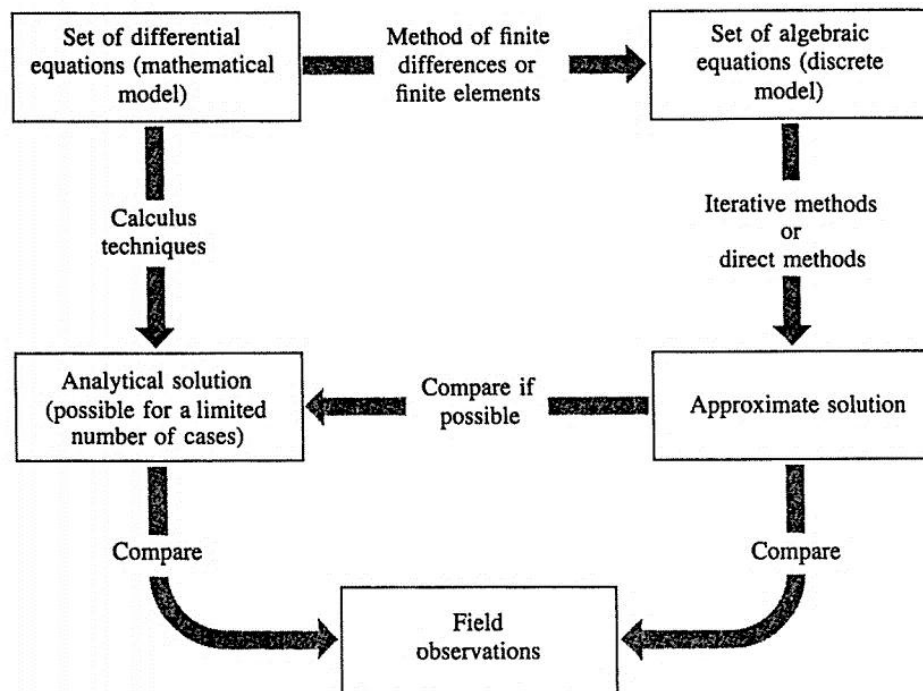 Set of differential
equations (mathematical
model)
Method of finite
differences or
finite elements
Set of algebraic
equations (discrete
model)
Calculus
techniques
Iterative methods
or
direct methods
Analytical solution
(possible for a limited
number of cases)
Compare if
possible
Approximate solution
Compare
Compare
Field
observations